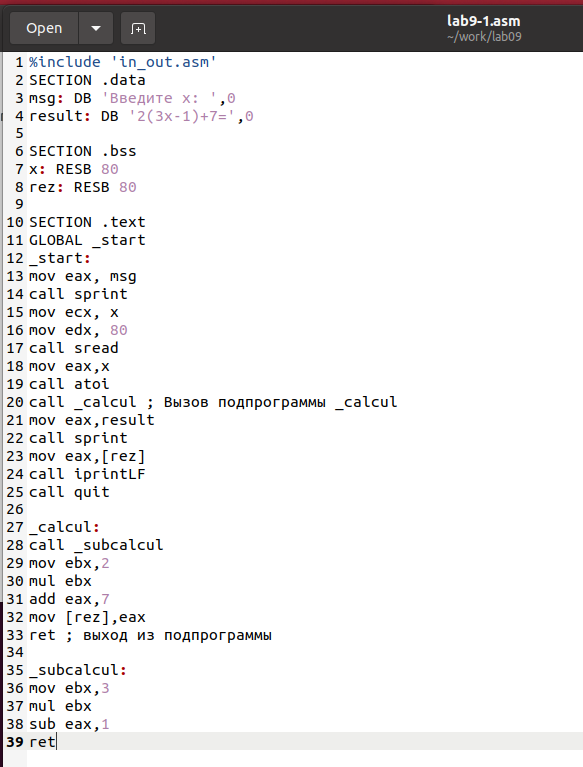 Open
lab9-1.asm
~/work/lab09
1 %include 'in_out.asm'
2 SECTION .data
3 msg: DB 'Введите x: ',0
4 result: DB '2(3x-1)+7=',0
5
6 SECTION .bss
7 x: RESB 80
8 rez: RESB 80
9
10 SECTION .text
11 GLOBAL _start
12 _start:
13 mov eax, msg
14 call sprint
15 mov ecx, x
16 mov edx, 80
17 call sread
18 mov eax,x
19 call atoi
20 call _calcul ; Вызов подпрограммы _calcul
21 mov eax,result
22 call sprint
23 mov eax,[rez]
24 call iprintLF
25 call quit
26
27 _calcul:
28 call _subcalcul
29 mov ebx,2
30 mul ebx
31 add eax,7
32 mov [rez],eax
33 ret ; выход из подпрограммы
34
35 _subcalcul:
36 mov ebx,3
37 mul ebx
38 sub eax,1
39 ret